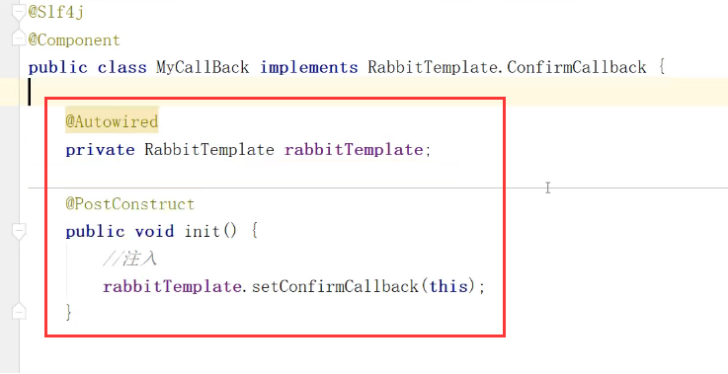 @Slf4j
@Component
public class MyCallBack implements RabbitTemplate.ConfirmCallback {
@Autowired
private RabbitTemplate rabbitTemplate;
@PostConstruct
public void init() {
//注入
rabbitTemplate.setConfirmCallback(this);
}